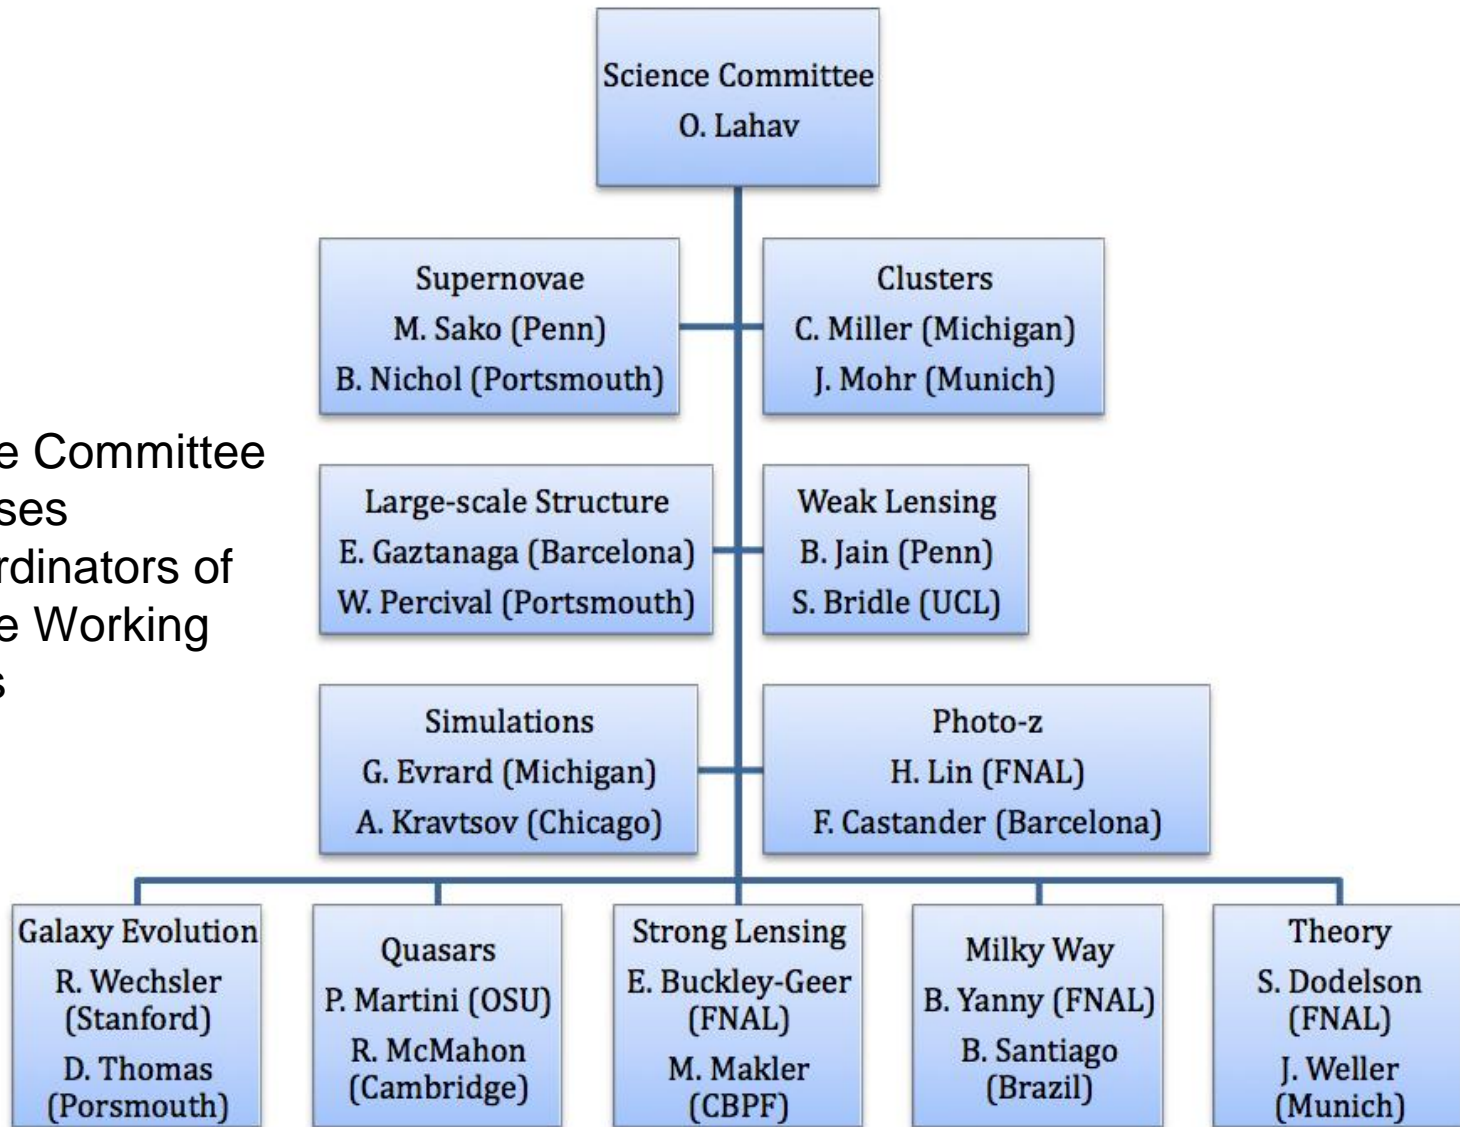 Science Committee
O. Lahav
Supernovae
M. Sako (Penn)
B. Nichol (Portsmouth)
Clusters
C. Miller (Michigan)
J. Mohr (Munich)
e Committee
ses
rdinators of
e Working
s
Large-scale Structure
E. Gaztanaga (Barcelona)
W. Percival (Portsmouth)
Weak Lensing
B. Jain (Penn)
S. Bridle (UCL)
Simulations
G. Evrard (Michigan)
A. Kravtsov (Chicago)
Photo-z
H. Lin (FNAL)
F. Castander (Barcelona)
Galaxy Evolution
R. Wechsler
(Stanford)
D. Thomas
(Porsmouth)
Quasars
P. Martini (OSU)
R. McMahon
(Cambridge)
Strong Lensing
E. Buckley-Geer
(FNAL)
M. Makler
(CBPF)
Milky Way
B. Yanny (FNAL)
B. Santiago
(Brazil)
Theory
S. Dodelson
(FNAL)
J. Weller
(Munich)